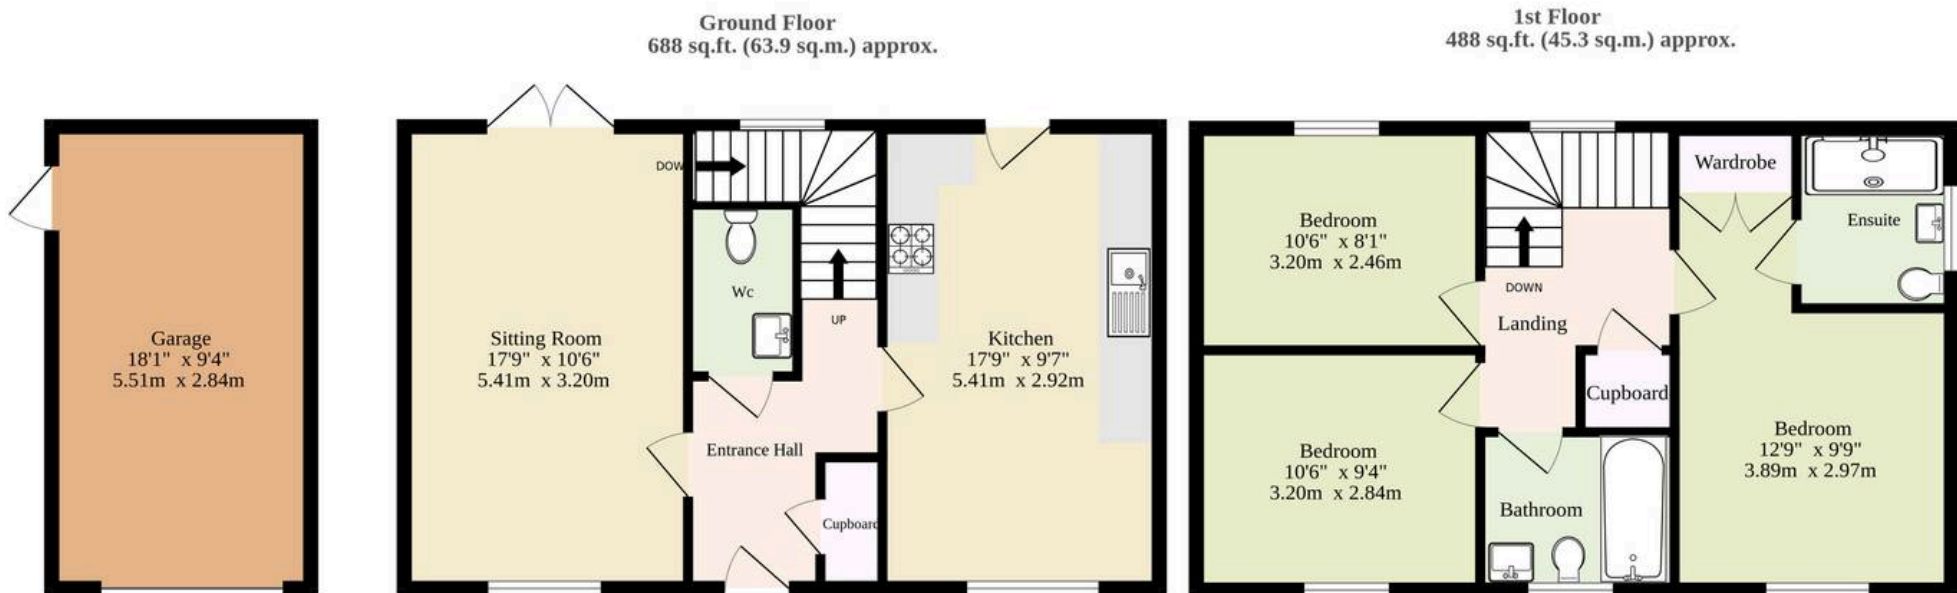 Ground Floor
688 sq.ft. (63.9 sq.m.) approx.
1st Floor
488 sq.ft. (45.3 sq.m.) approx.
Garage
18'1" x 9'4"
5.51m x 2.84m
Sitting Room
17'9" x 10'6"
5.41m x 3.20m
DOW
Wc
UP
Entrance Hall
Cupboard
Kitchen
17'9" x 9'7"
5.41m x 2.92m
Bedroom
10'6" x 8'1"
3.20m x 2.46m
Bedroom
10'6" x 9'4"
3.20m x 2.84m
DOWN
Landing
Cupboard
Bathroom
Wardrobe
Ensuite
Bedroom
12'9" x 9'9"
3.89m x 2.97m